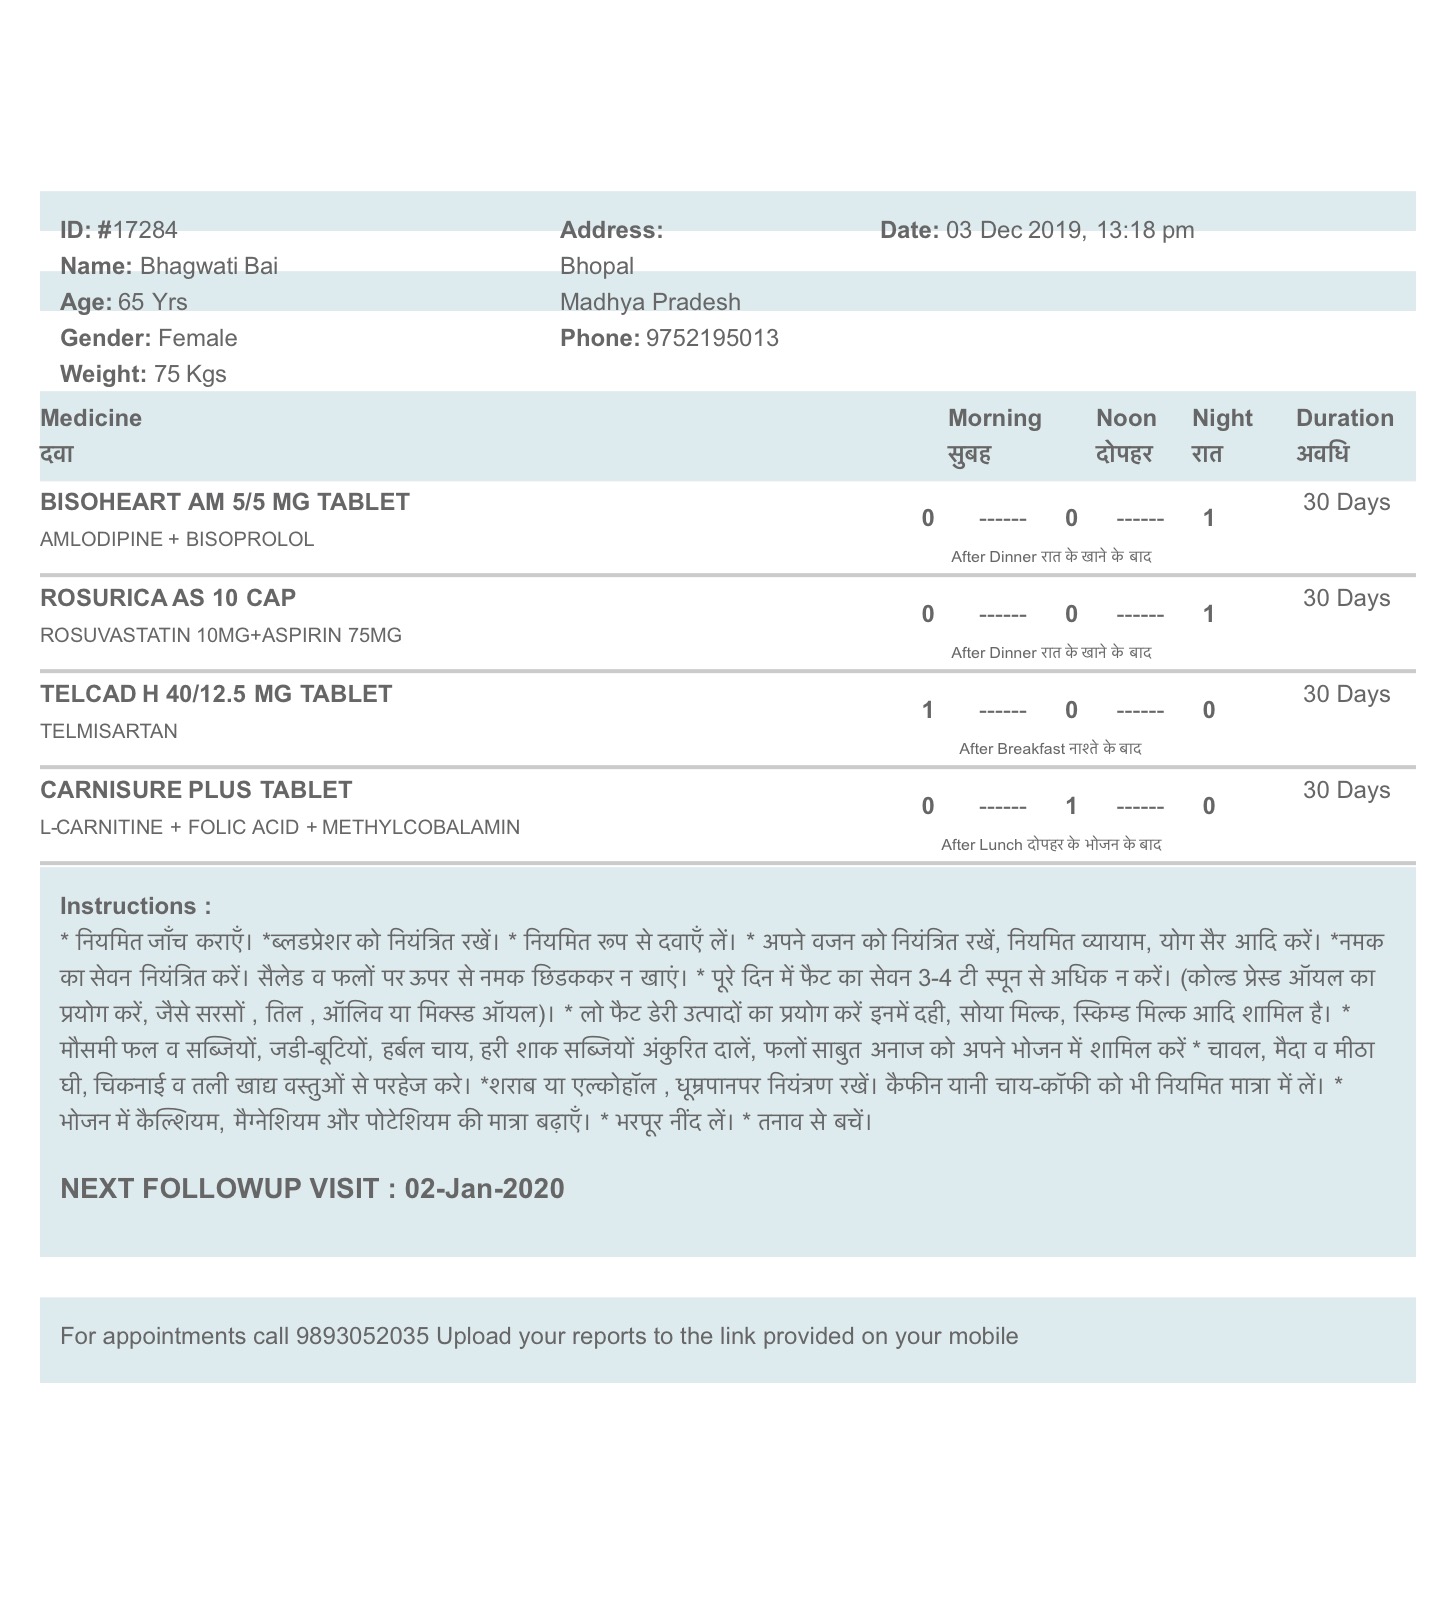 ID: #17284 Address: Date: 03 Dec 2019, 13:18 pm
Name: Bhagwati Bai Bhopal
Age: 65 Yrs Madhya Pradesh
Gender: Female Phone: 9752195013
Weight: 75 Kgs
Medicine Morning Noon Night Duration
दवा सुबह दोपहर रात अवधि
BISOHEART AM 5/5 MG TABLET 30 Days
0 ------ 0 ------ 1
AMLODIPINE + BISOPROLOL
After Dinner रात के खाने के बाद
ROSURICA AS 10 CAP 30 Days
0 ------ 0 ------ 1
ROSUVASTATIN 10MG+ASPIRIN 75MG
After Dinner रात के खाने के बाद
TELCAD H 40/12.5 MG TABLET 30 Days
1 ------ 0 ------ 0
TELMISARTAN
After Breakfast नाश्ते के बाद
CARNISURE PLUS TABLET 30 Days
0 ------ 1 ------ 0
L-CARNITINE + FOLIC ACID + METHYLCOBALAMIN
After Lunch दोपहर के भोजन के बाद
Instructions :
* नियमित जाँच कराएँ। *ब्लडप्रेशर को नियंत्रित रखें। * नियमित रूप से दवाएँ लें। * अपने वजन को नियंत्रित रखें, नियमित व्यायाम, योग सैर आदि करें। *नमक
का सेवन नियंत्रित करें। सैलेड व फलों पर ऊपर से नमक छिडककर न खाएं। * पूरे दिन में फैट का सेवन 3-4 टी स्पून से अधिक न करें। (कोल्ड प्रेस्ड ऑयल का
प्रयोग करें, जैसे सरसों , तिल , ऑलिव या मिक्स्ड ऑयल)। * लो फैट डेरी उत्पादों का प्रयोग करें इनमें दही, सोया मिल्क, स्किम्ड मिल्क आदि शामिल है। *
मौसमी फल व सब्जियों, जडी-बूटियों, हर्बल चाय, हरी शाक सब्जियों अंकुरित दालें, फलों साबुत अनाज को अपने भोजन में शामिल करें * चावल, मैदा व मीठा
घी, चिकनाई व तली खाद्य वस्तुओं से परहेज करे। *शराब या एल्कोहॉल , धूम्रपानपर नियंत्रण रखें। कैफीन यानी चाय-कॉफी को भी नियमित मात्रा में लें। *
भोजन में कैल्शियम, मैग्नेशियम और पोटेशियम की मात्रा बढ़ाएँ। * भरपूर नींद लें। * तनाव से बचें।
NEXT FOLLOWUP VISIT : 02-Jan-2020
For appointments call 9893052035 Upload your reports to the link provided on your mobile